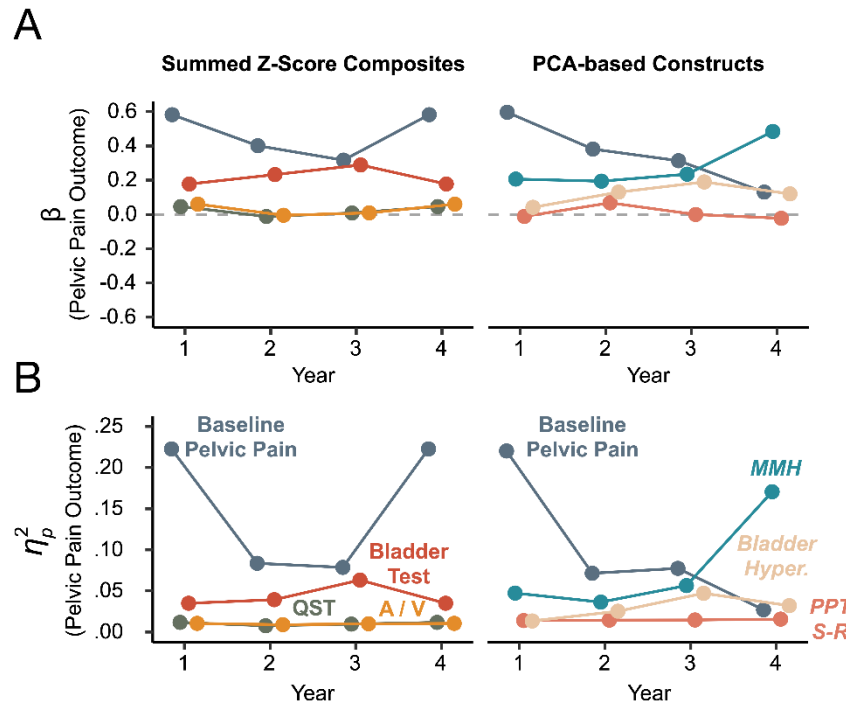 A
Summed Z-Score Composites
PCA-based Constructs
β
(Pelvic Pain Outcome)
0.6
0.4
0.2
0.0
-0.2
-0.4
-0.6
1 2 3 4
Year
1 2 3 4
Year
B
η²p
(Pelvic Pain Outcome)
.25
.20
.15
.10
.05
.00
Baseline
Pelvic Pain
Bladder
Test
QST
A / V
1 2 3 4
Year
Baseline
Pelvic Pain
MMH
Bladder
Hyper.
PPT
S-R
1 2 3 4
Year